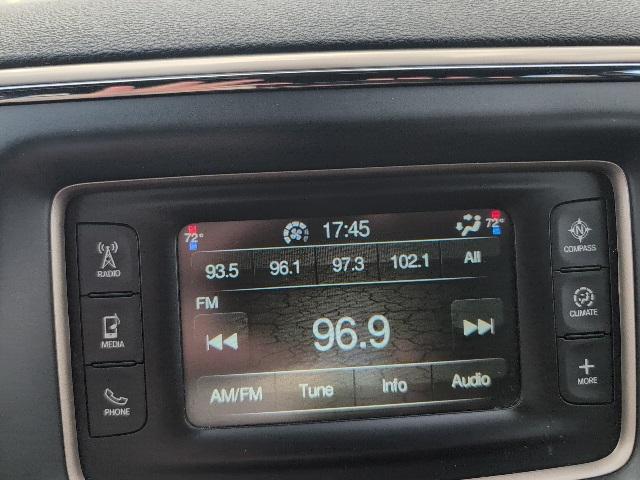 72° 17:45 72°
93.5 96.1 97.3 102.1 All
FM
96.9
AM/FM Tune Info Audio
RADIO
MEDIA
PHONE
N
COMPASS
CLIMATE
+
MORE